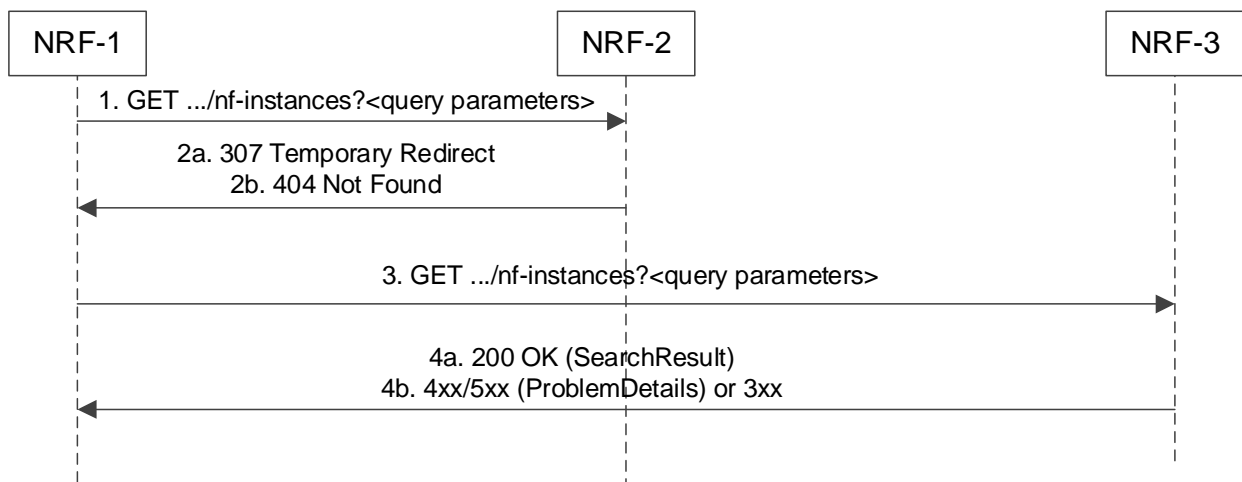 NRF-1
NRF-2
NRF-3
1. GET .../nf-instances?<query parameters>
2a. 307 Temporary Redirect
2b. 404 Not Found
3. GET .../nf-instances?<query parameters>
4a. 200 OK (SearchResult)
4b. 4xx/5xx (ProblemDetails) or 3xx